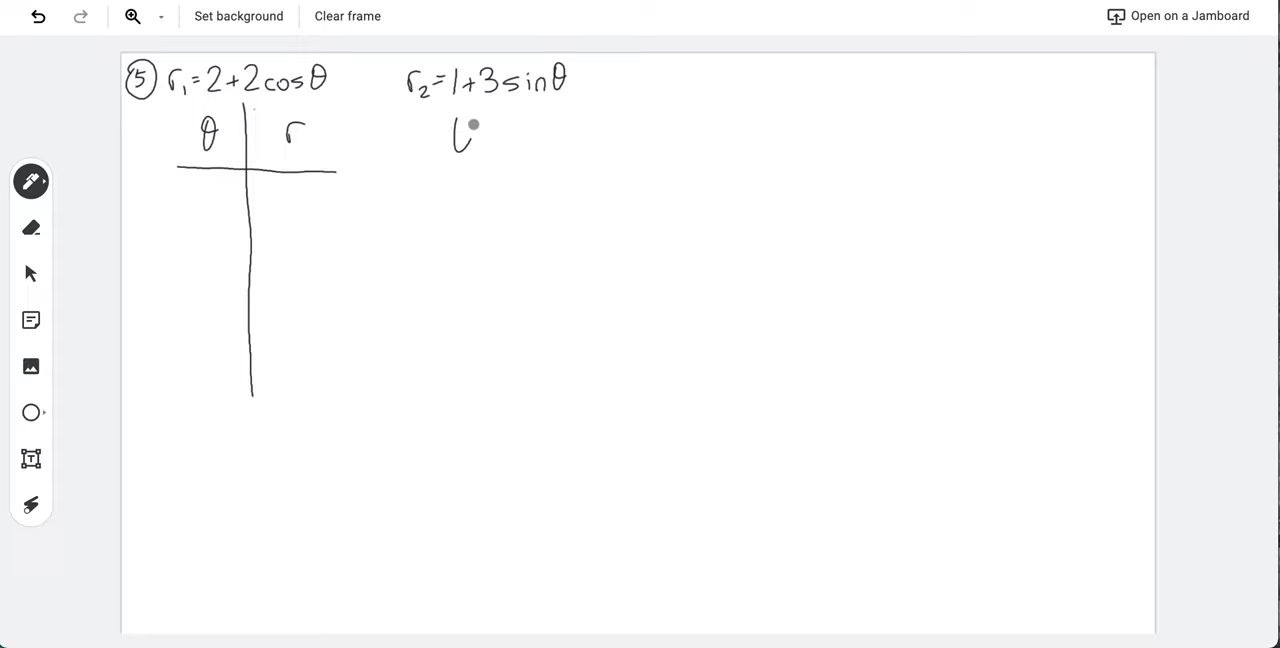 Set background
Clear frame
Open on a Jamboard
⑤ r₁=2+2cosθ
r₂=1+3sinθ
θ r